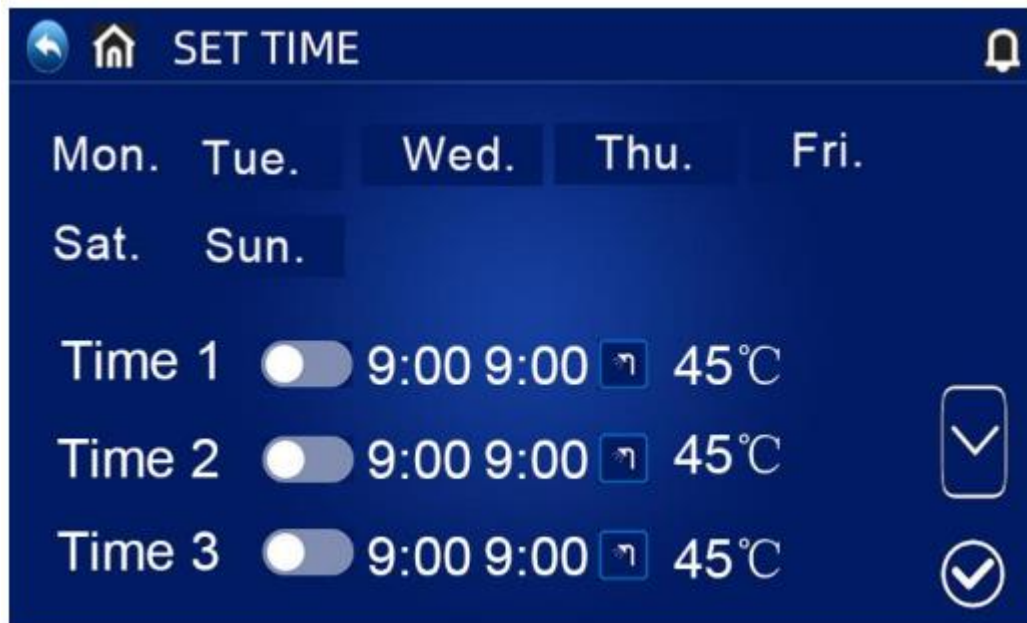 SET TIME
Mon. Tue. Wed. Thu. Fri.
Sat. Sun.
Time 1 9:00 9:00 45℃
Time 2 9:00 9:00 45℃
Time 3 9:00 9:00 45℃